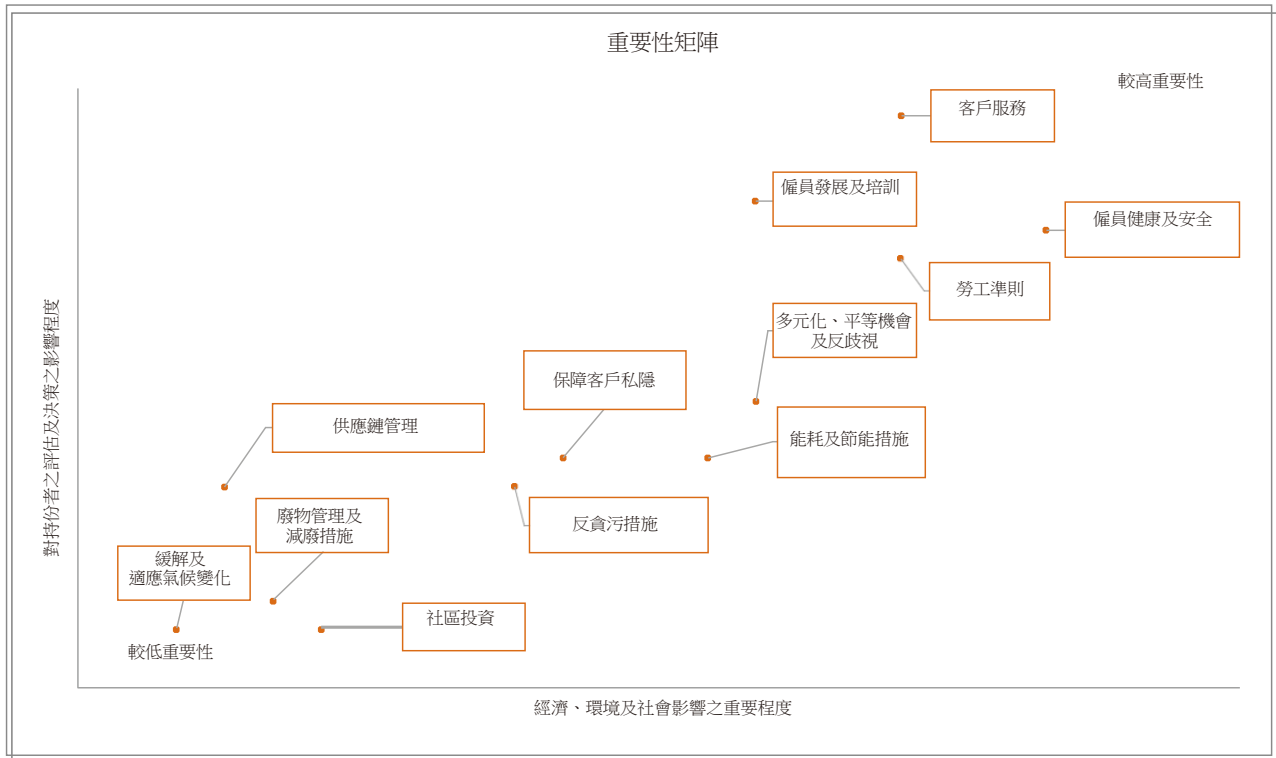 重要性矩陣
較高重要性
客戶服務
僱員發展及培訓
僱員健康及安全
勞工準則
多元化、平等機會
及反歧視
保障客戶私隱
供應鏈管理
能耗及節能措施
廢物管理及
減廢措施
反貪污措施
緩解及
適應氣候變化
社區投資
較低重要性
對持份者之評估及決策之影響程度
經濟、環境及社會影響之重要程度